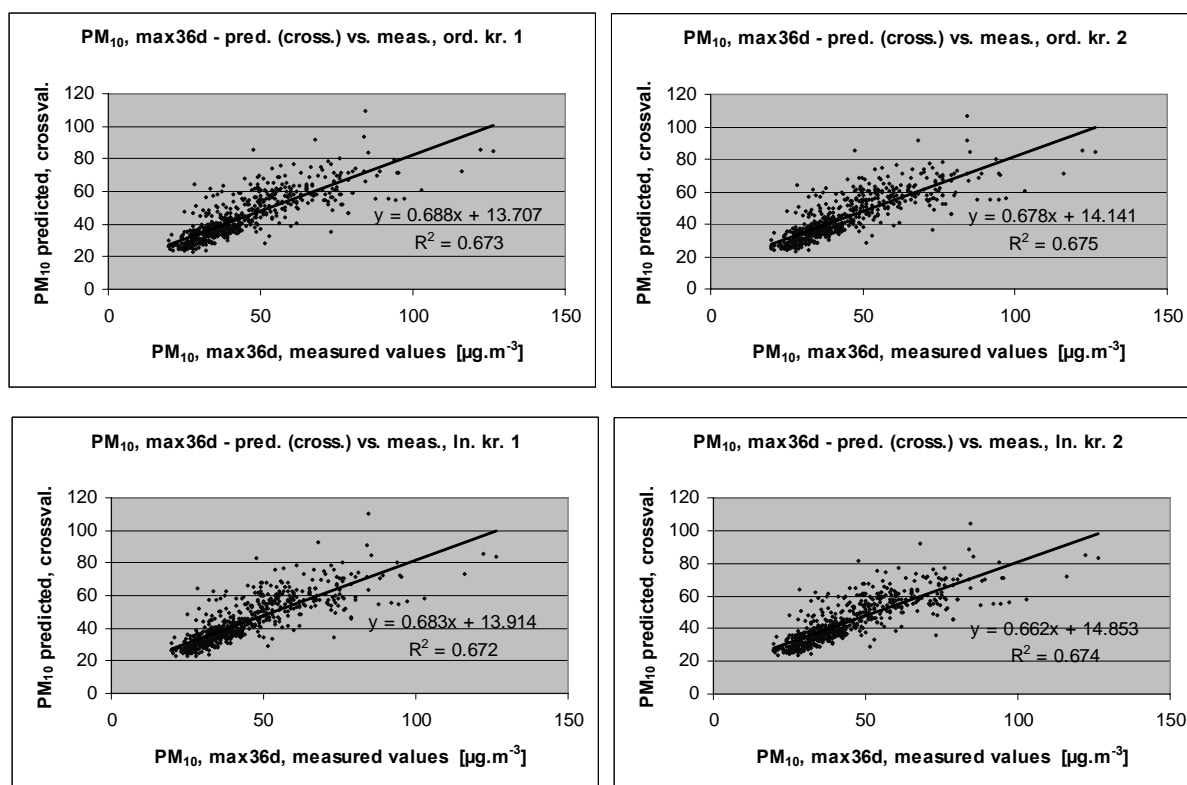 PM₁₀, max36d - pred. (cross.) vs. meas., ord. kr. 1
PM₁₀ predicted, crossval.
120
100
80
60
40
20
0
y = 0.688x + 13.707
R² = 0.673
0 50 100 150
PM₁₀, max36d, measured values [µg.m⁻³]
PM₁₀, max36d - pred. (cross.) vs. meas., ord. kr. 2
PM₁₀ predicted, crossval.
120
100
80
60
40
20
0
y = 0.678x + 14.141
R² = 0.675
0 50 100 150
PM₁₀, max36d, measured values [µg.m⁻³]
PM₁₀, max36d - pred. (cross.) vs. meas., ln. kr. 1
PM₁₀ predicted, crossval.
120
100
80
60
40
20
0
y = 0.683x + 13.914
R² = 0.672
0 50 100 150
PM₁₀, max36d, measured values [µg.m⁻³]
PM₁₀, max36d - pred. (cross.) vs. meas., ln. kr. 2
PM₁₀ predicted, crossval.
120
100
80
60
40
20
0
y = 0.662x + 14.853
R² = 0.674
0 50 100 150
PM₁₀, max36d, measured values [µg.m⁻³]